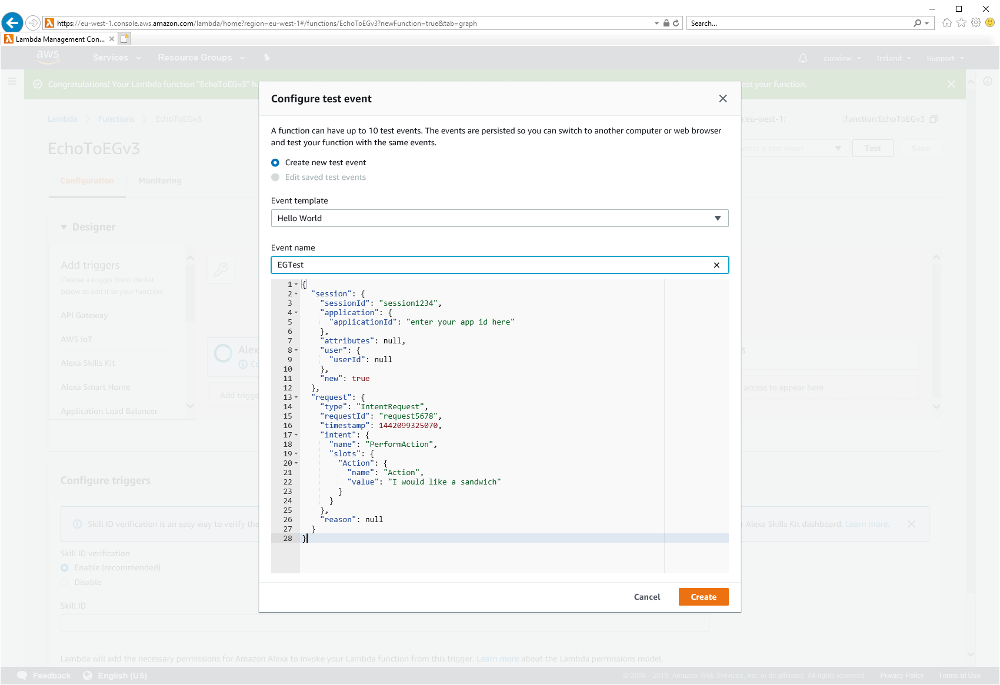 https://eu-west-1.console.aws.amazon.com/lambda/home?region=eu-west-1#/functions/EchoToEGv3?newFunction=true&tab=graph
Search...
Lambda Management Con...
aws
Services
Resource Groups
cueview
Ireland
Support
Congratulations! Your Lambda function "EchoToEGv3" ha
est your function.
Lambda
Functions
EchoToEGv3
:eu-west-1:
:function:EchoToEGv3
EchoToEGv3
elect a test event
Test
Save
Configuration
Monitoring
Designer
Add triggers
Choose a trigger from the list
below to add it to your function.
API Gateway
AWS IoT
Alexa Skills Kit
Alexa Smart Home
Application Load Balancer
Alex
Co
Add trigge
s
access to appear here
Configure test event
A function can have up to 10 test events. The events are persisted so you can switch to another computer or web browser
and test your function with the same events.
Create new test event
Edit saved test events
Event template
Hello World
Event name
EGTest
1 {
2 "session": {
3 "sessionId": "session1234",
4 "application": {
5 "applicationId": "enter your app id here"
6 },
7 "attributes": null,
8 "user": {
9 "userId": null
10 },
11 "new": true
12 },
13 "request": {
14 "type": "IntentRequest",
15 "requestId": "request5678",
16 "timestamp": 1442099325070,
17 "intent": {
18 "name": "PerformAction",
19 "slots": {
20 "Action": {
21 "name": "Action",
22 "value": "I would like a sandwich"
23 }
24 }
25 },
26 "reason": null
27 }
28 }
Cancel
Create
Configure triggers
Skill ID verification is an easy way to verify the
r Alexa Skills Kit dashboard. Learn more.
Skill ID verification
Enable (recommended)
Disable
Skill ID
Lambda will add the necessary permissions for Amazon Alexa to invoke your Lambda function from this trigger. Learn more about the Lambda permissions model.
Feedback
English (US)
© 2008 - 2019, Amazon Web Services, Inc. or its affiliates. All rights reserved.
Privacy Policy
Terms of Use